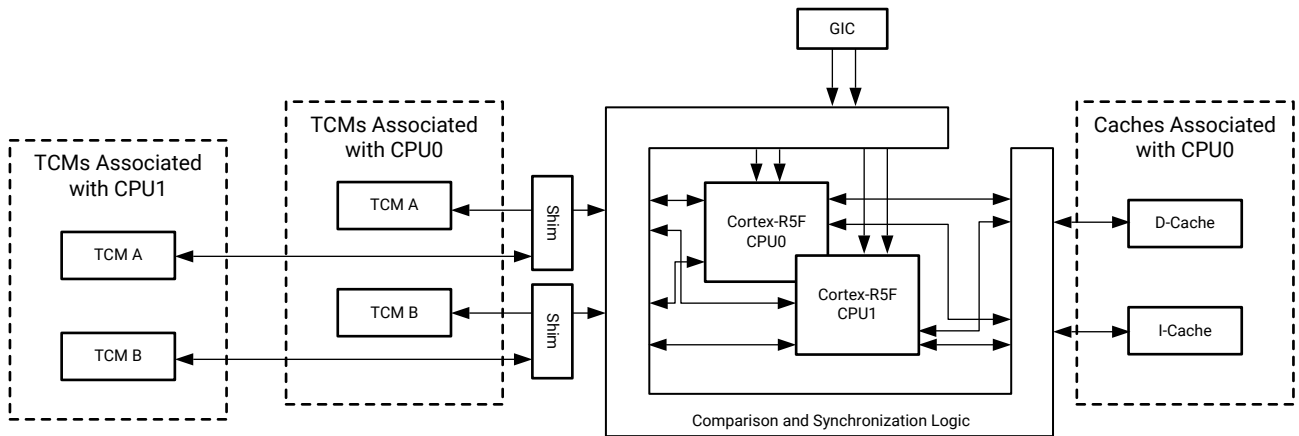 GIC
TCMs Associated
with CPU1
TCM A
TCM B
TCMs Associated
with CPU0
TCM A
TCM B
Shim
Shim
Cortex-R5F
CPU0
Cortex-R5F
CPU1
Comparison and Synchronization Logic
Caches Associated
with CPU0
D-Cache
I-Cache